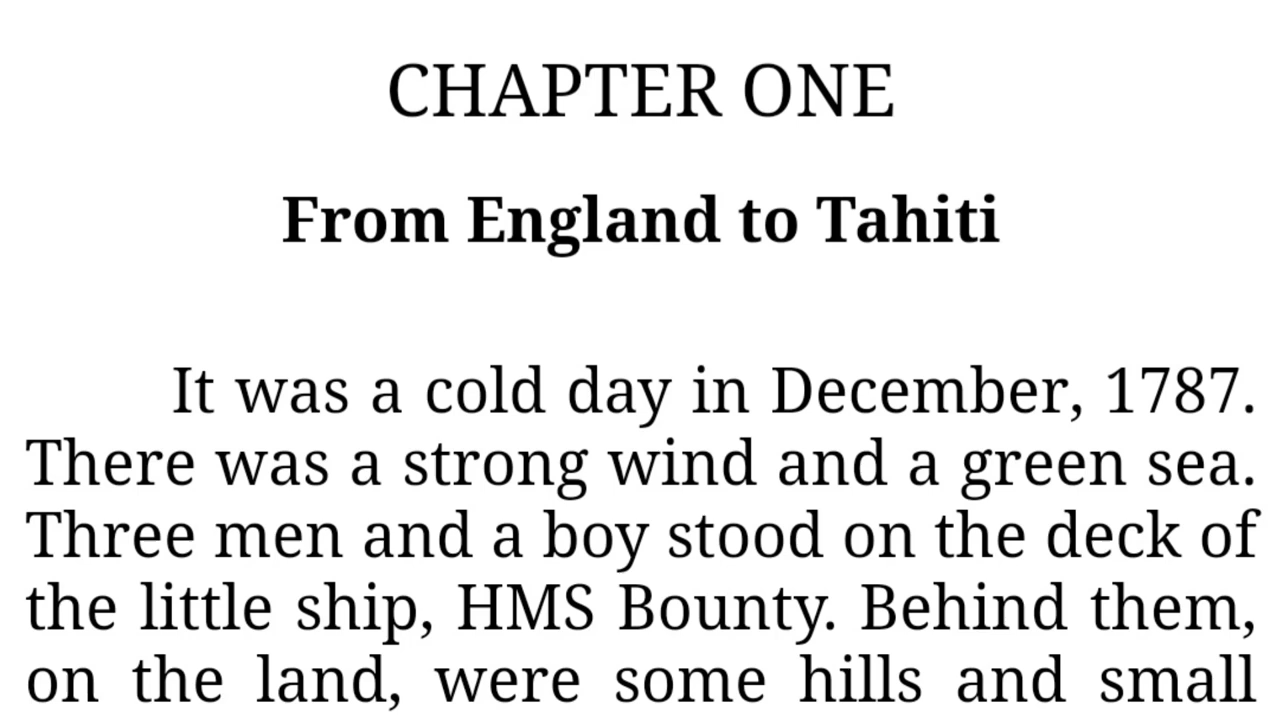 CHAPTER ONE
From England to Tahiti
It was a cold day in December, 1787.
There was a strong wind and a green sea.
Three men and a boy stood on the deck of
the little ship, HMS Bounty. Behind them,
on the land, were some hills and small